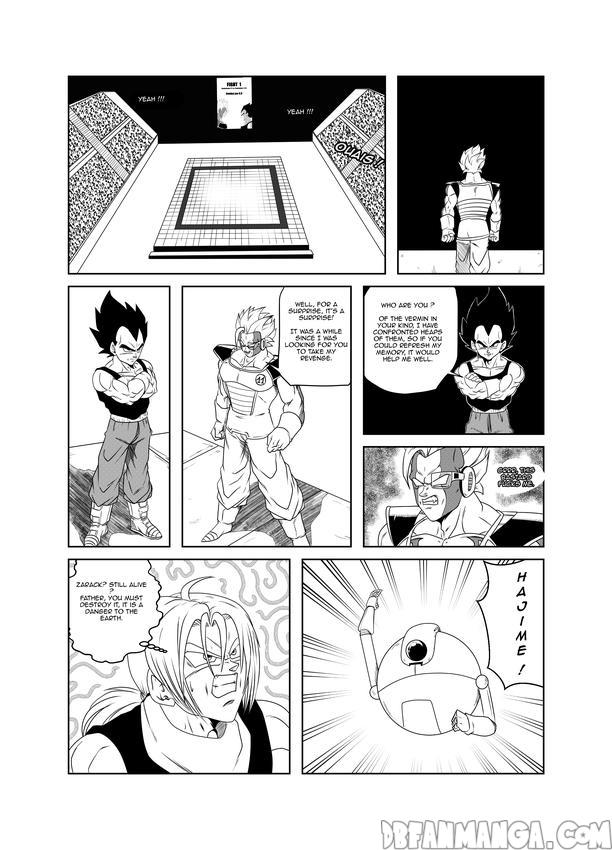 YEAH !!!
FIGHT 1
YEAH !!!
WELL, FOR A
SURPRISE, IT'S A
SURPRISE!
IT WAS A WHILE
SINCE I WAS
LOOKING FOR YOU
TO TAKE MY
REVENGE.
WHO ARE YOU ?
OF THE VERMIN IN
YOUR KIND, I HAVE
CONFRONTED HEAPS
OF THEM, SO IF YOU
COULD REFRESH MY
MEMORY, IT WOULD
HELP ME WELL.
GRRR, THIS
BASTARD
FUCKS ME.
ZARACK? STILL ALIVE
?
FATHER, YOU MUST
DESTROY IT, IT IS A
DANGER TO THE
EARTH.
HAJIME !
DBFANMANGA.COM